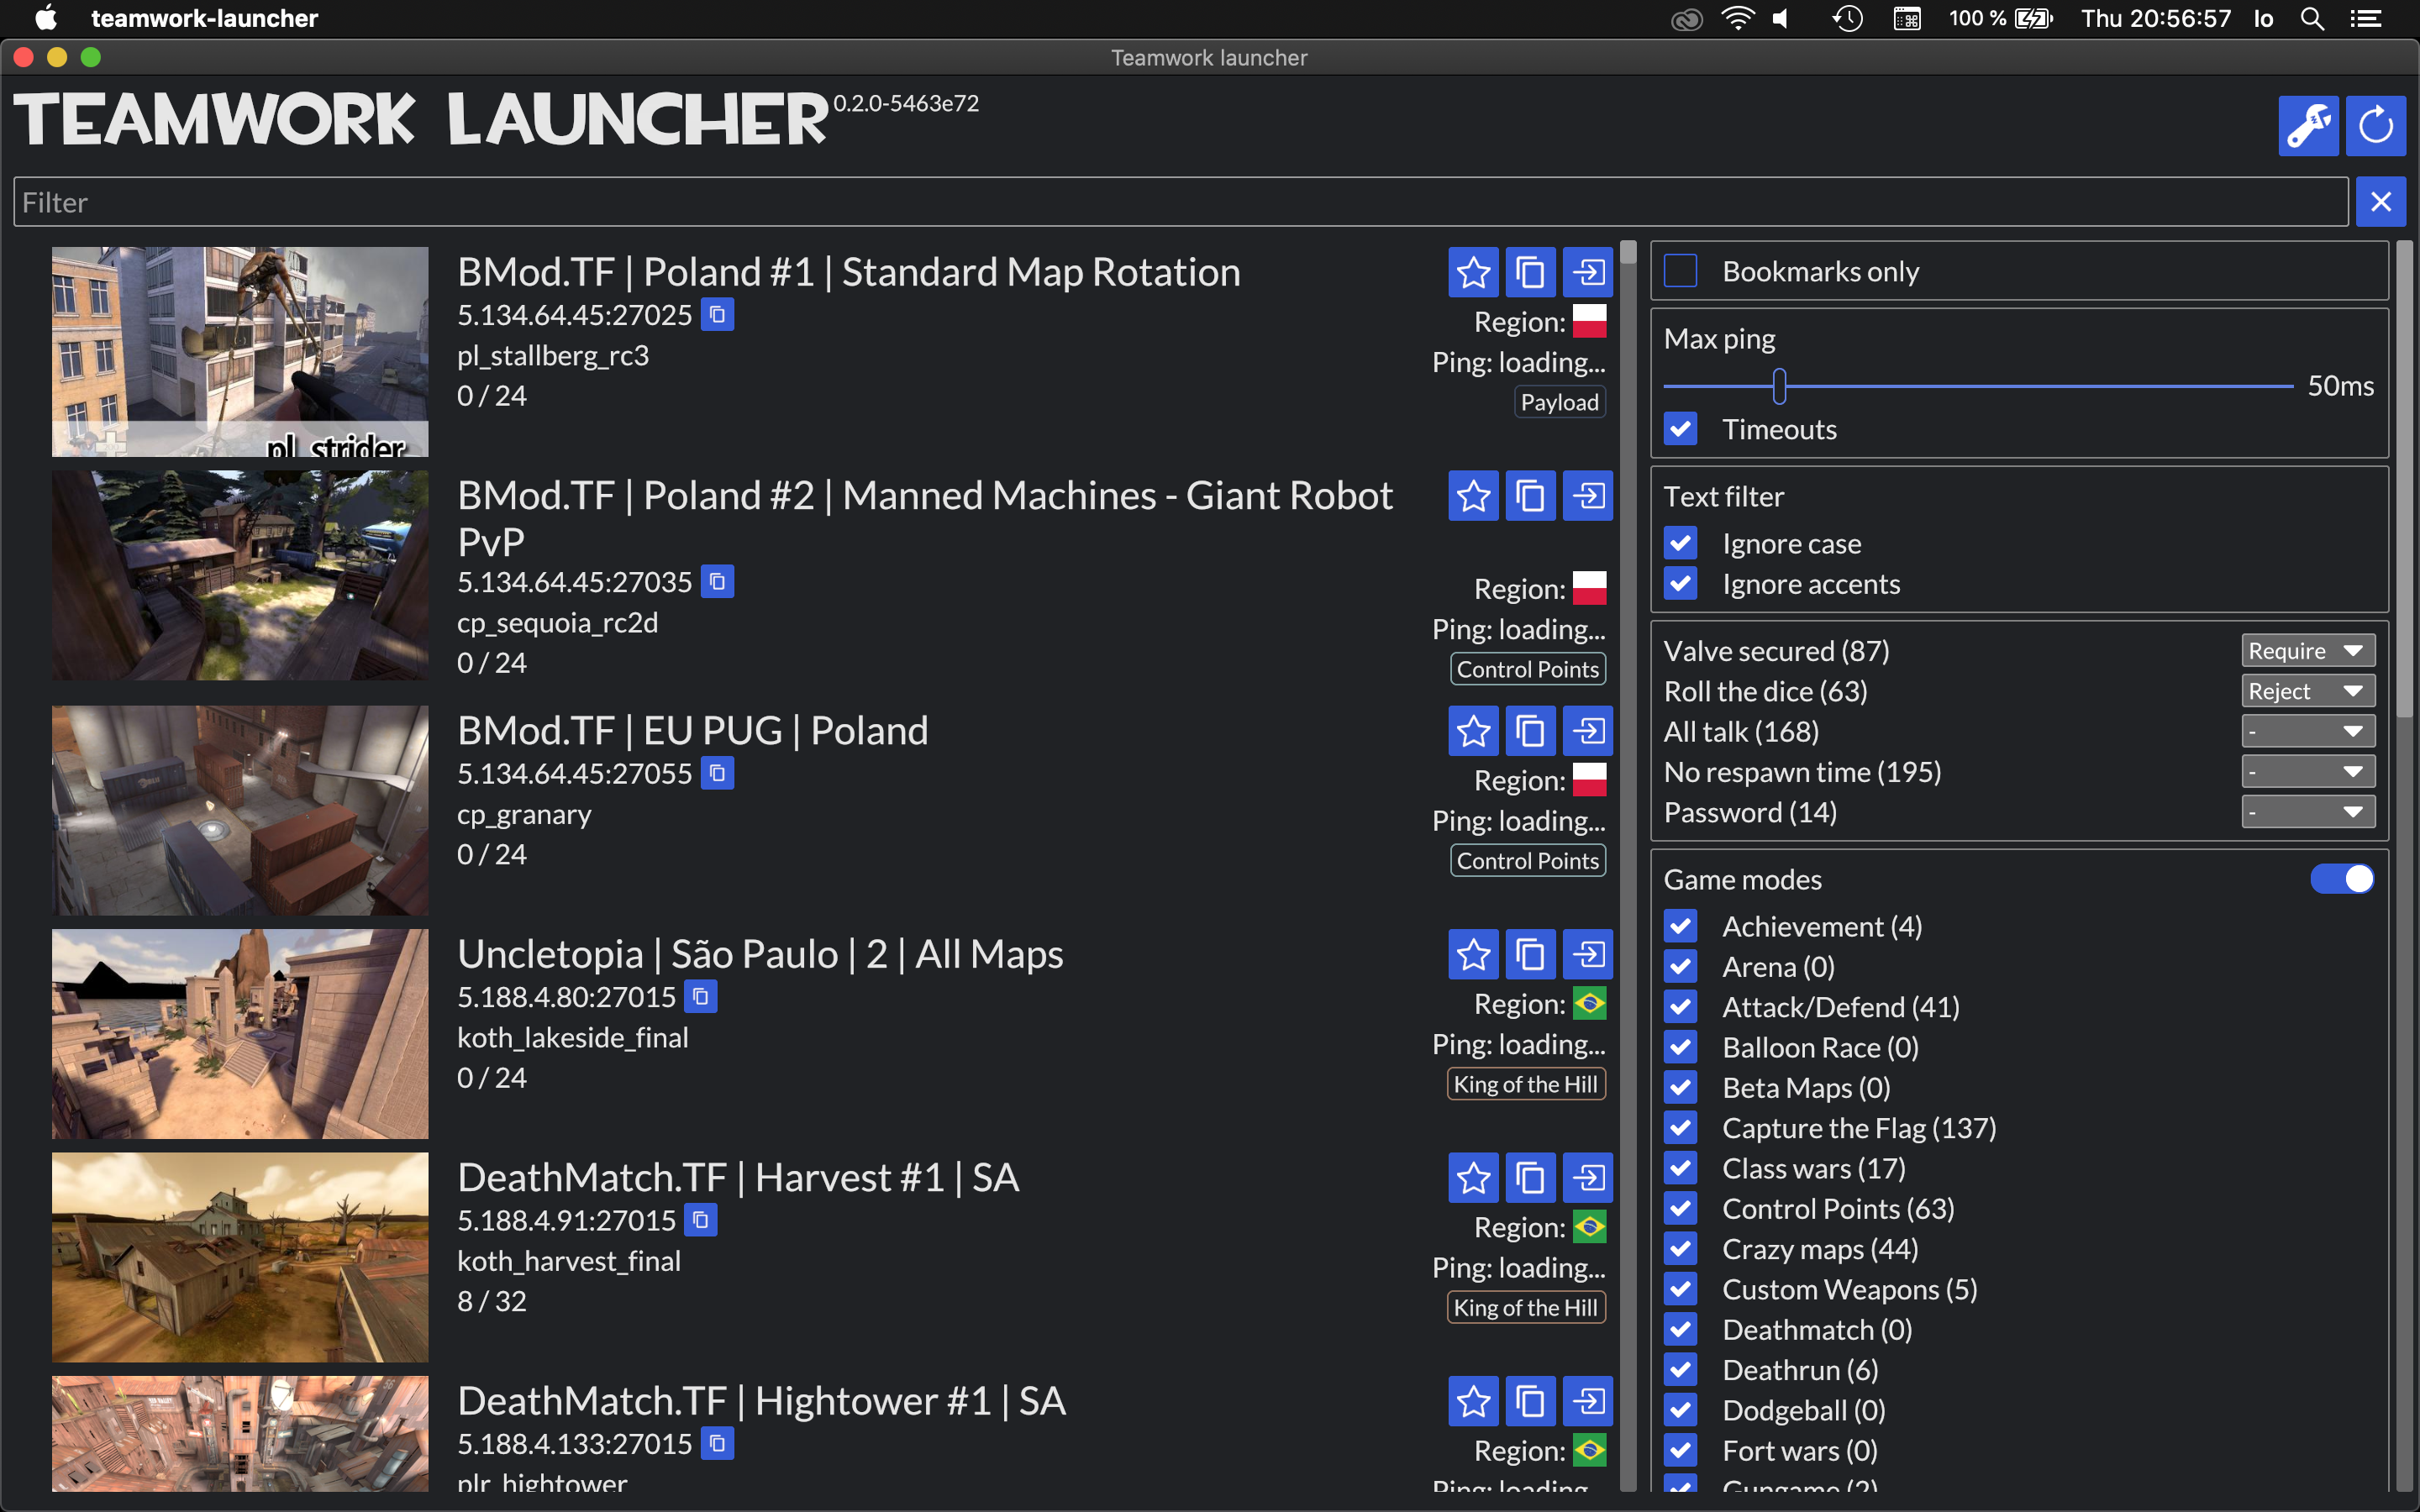 teamwork-launcher
100 %
Thu 20:56:57
lo
Teamwork launcher
TEAMWORK LAUNCHER 0.2.0-5463e72
Filter
BMod.TF | Poland #1 | Standard Map Rotation
5.134.64.45:27025
pl_stallberg_rc3
0 / 24
Region:
Ping: loading...
Payload
pl_strider
BMod.TF | Poland #2 | Manned Machines - Giant Robot
PvP
5.134.64.45:27035
cp_sequoia_rc2d
0 / 24
Region:
Ping: loading...
Control Points
BMod.TF | EU PUG | Poland
5.134.64.45:27055
cp_granary
0 / 24
Region:
Ping: loading...
Control Points
Uncletopia | São Paulo | 2 | All Maps
5.188.4.80:27015
koth_lakeside_final
0 / 24
Region:
Ping: loading...
King of the Hill
DeathMatch.TF | Harvest #1 | SA
5.188.4.91:27015
koth_harvest_final
8 / 32
Region:
Ping: loading...
King of the Hill
DeathMatch.TF | Hightower #1 | SA
5.188.4.133:27015
plr_hightower
Region:
Ping: loading...
Bookmarks only
Max ping
50ms
Timeouts
Text filter
Ignore case
Ignore accents
Valve secured (87)
Require
Roll the dice (63)
Reject
All talk (168)
-
No respawn time (195)
-
Password (14)
-
Game modes
Achievement (4)
Arena (0)
Attack/Defend (41)
Balloon Race (0)
Beta Maps (0)
Capture the Flag (137)
Class wars (17)
Control Points (63)
Crazy maps (44)
Custom Weapons (5)
Deathmatch (0)
Deathrun (6)
Dodgeball (0)
Fort wars (0)
Gungame (2)